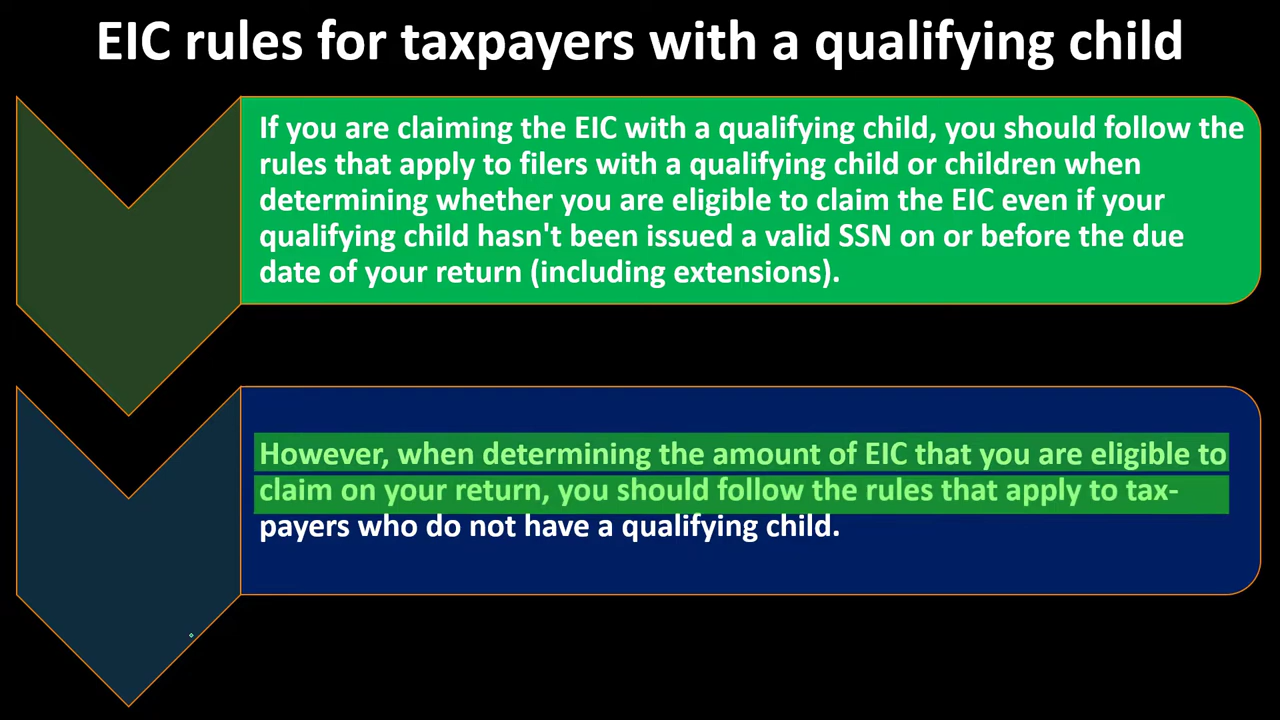 EIC rules for taxpayers with a qualifying child
If you are claiming the EIC with a qualifying child, you should follow the
rules that apply to filers with a qualifying child or children when
determining whether you are eligible to claim the EIC even if your
qualifying child hasn't been issued a valid SSN on or before the due
date of your return (including extensions).
However, when determining the amount of EIC that you are eligible to
claim on your return, you should follow the rules that apply to tax-
payers who do not have a qualifying child.